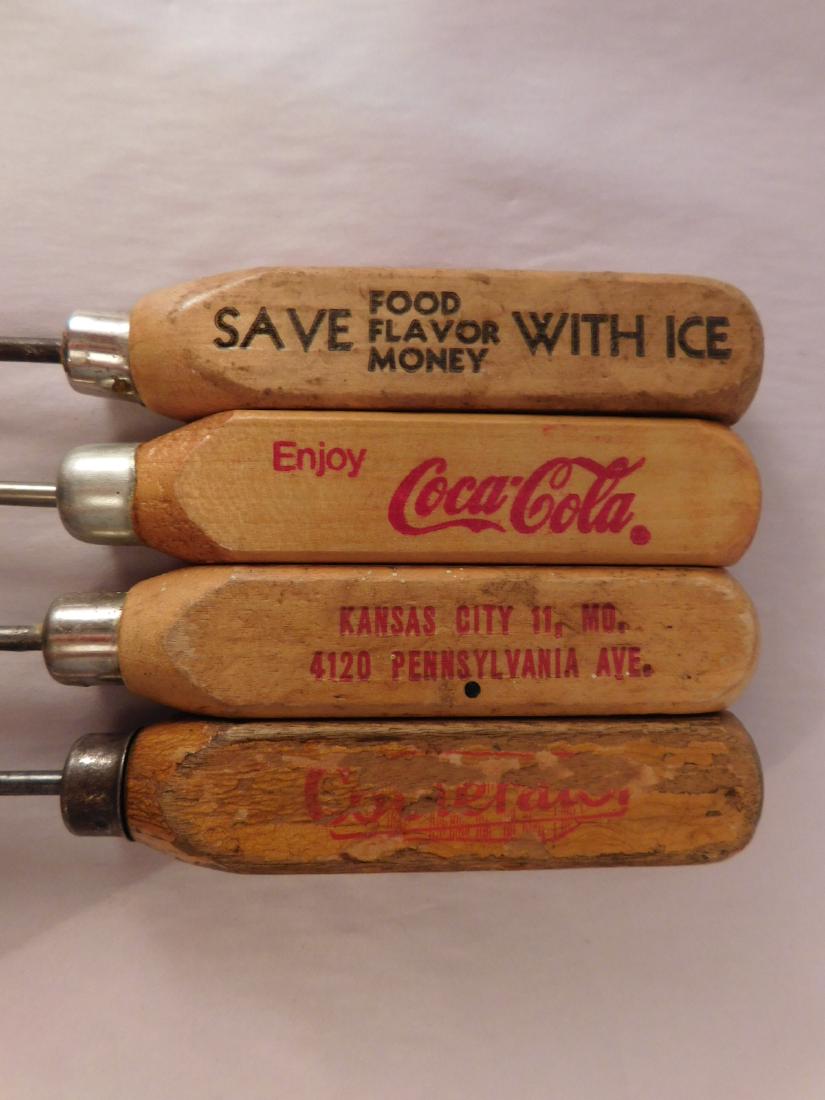 SAVE FOOD FLAVOR MONEY WITH ICE
Enjoy Coca-Cola
KANSAS CITY 11, MO.
4120 PENNSYLVANIA AVE.